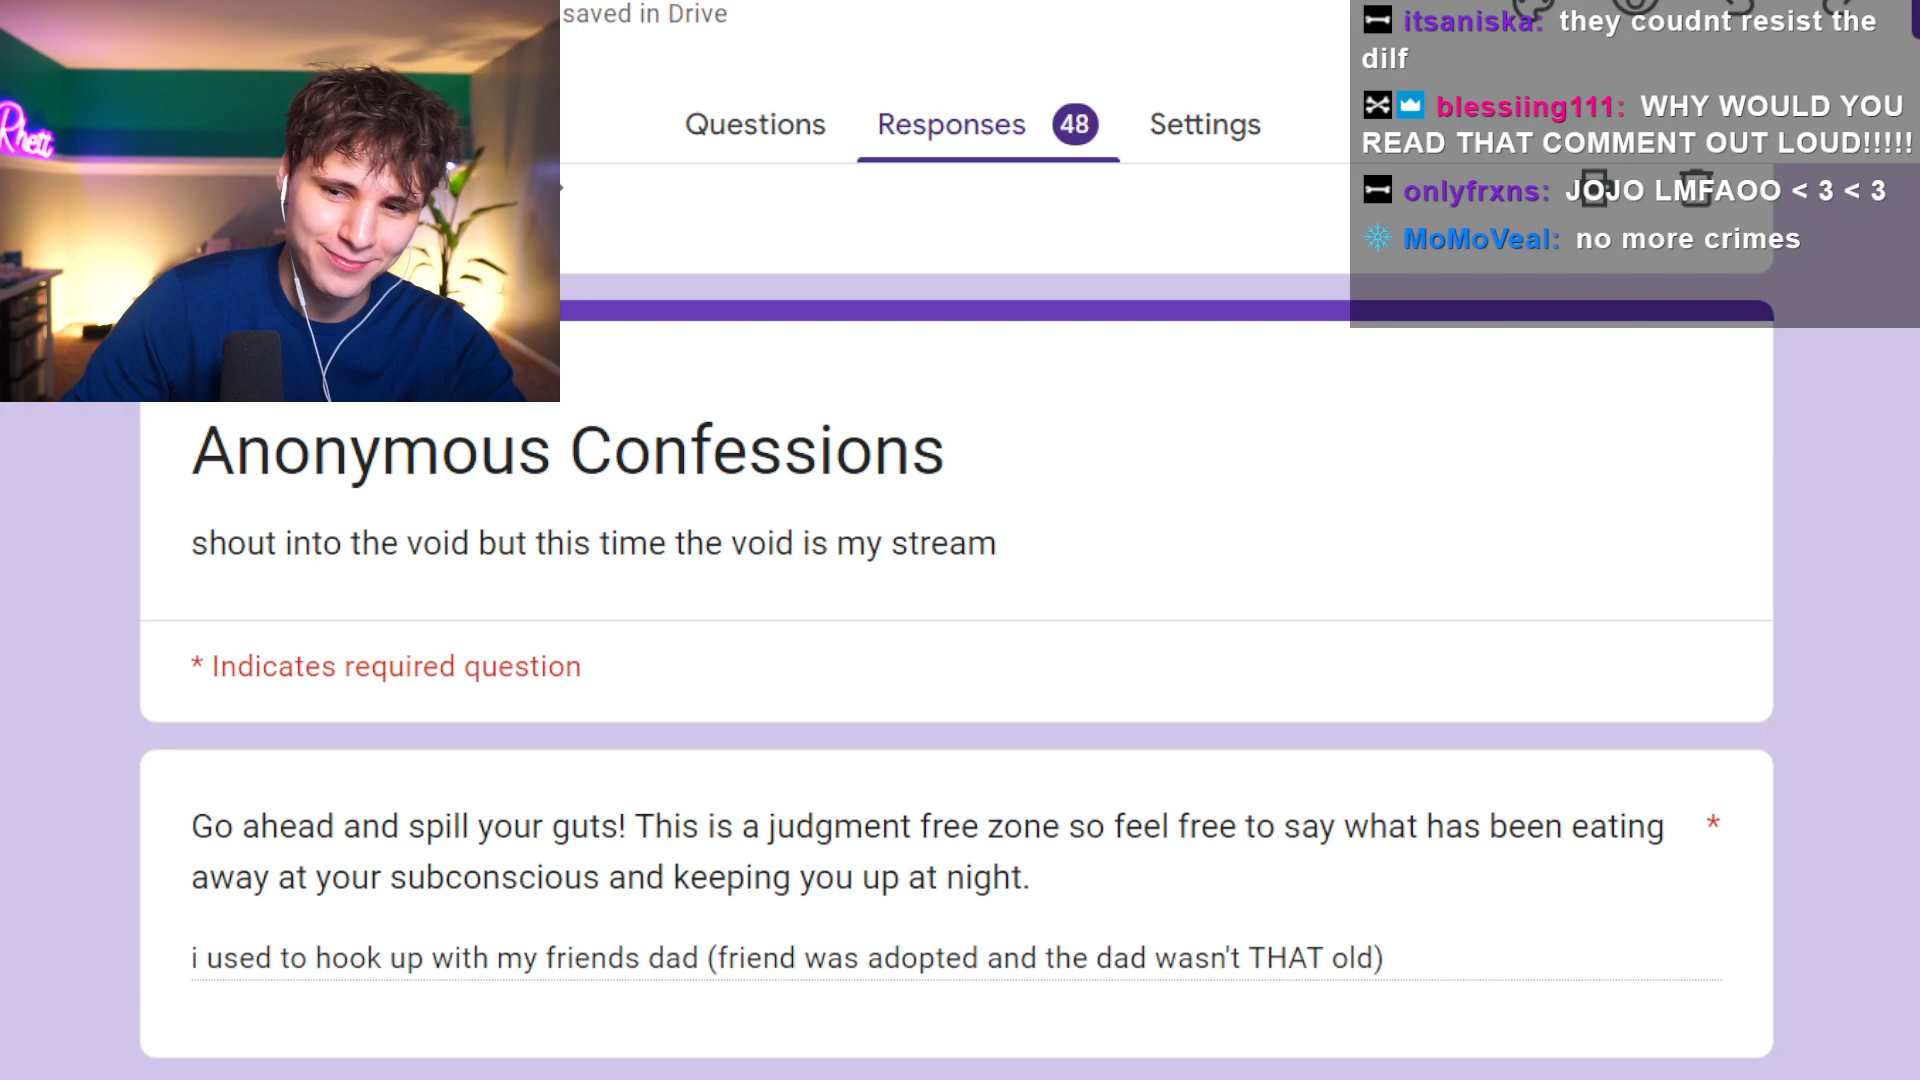 saved in Drive
Rhett
Questions
Responses
48
Settings
itsaniska: they coudnt resist the
dilf
blessiing111: WHY WOULD YOU
READ THAT COMMENT OUT LOUD!!!!!
onlyfrxns: JOJO LMFAOO < 3 < 3
MoMoVeal: no more crimes
Anonymous Confessions
shout into the void but this time the void is my stream
* Indicates required question
Go ahead and spill your guts! This is a judgment free zone so feel free to say what has been eating *
away at your subconscious and keeping you up at night.
i used to hook up with my friends dad (friend was adopted and the dad wasn't THAT old)